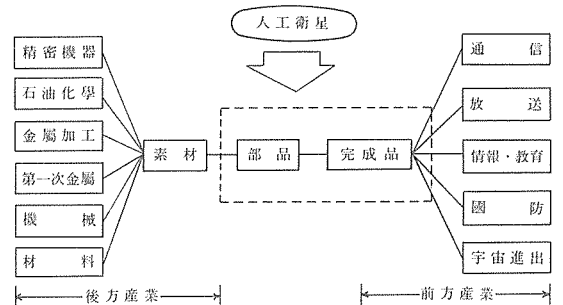 人工衛星
精密機器
石油化學
金屬加工
第一次金屬
機械
材料
素材
部品
完成品
通信
放送
情報・教育
國防
宇宙進出
後方産業
前方産業